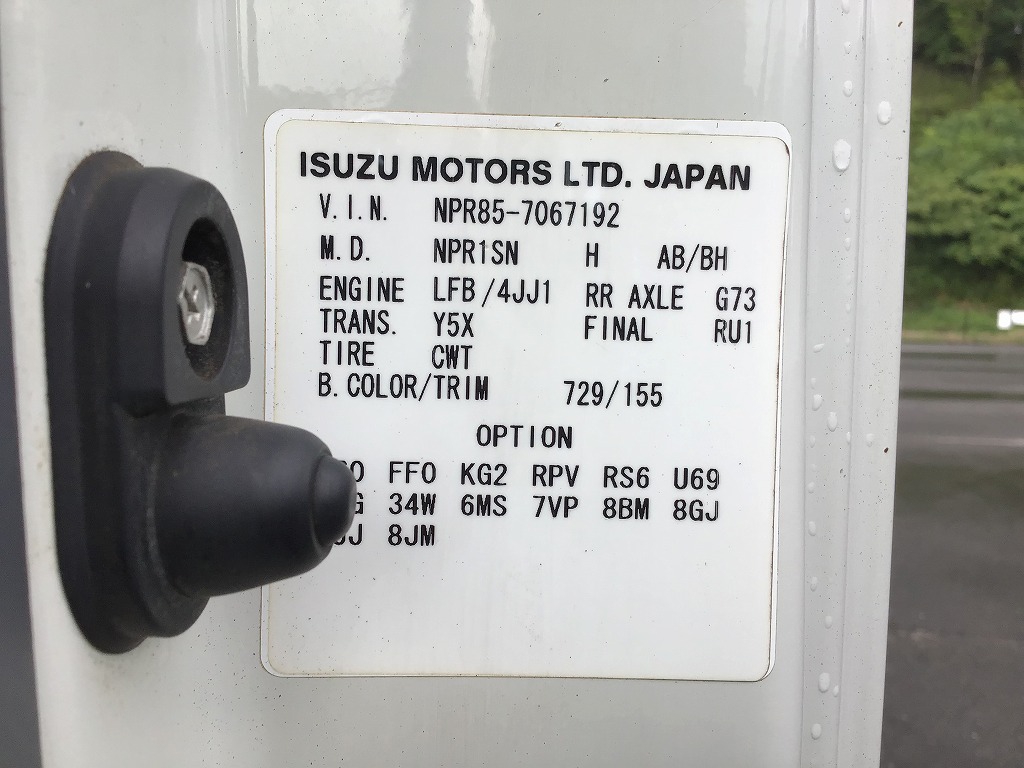 ISUZU MOTORS LTD. JAPAN
V.I.N. NPR85-7067192
M.D. NPR1SN H AB/BH
ENGINE LFB/4JJ1 RR AXLE G73
TRANS. Y5X FINAL RU1
TIRE CWT
B.COLOR/TRIM 729/155
OPTION
FFO KG2 RPV RS6 U69
34W 6MS 7VP 8BM 8GJ
8JM